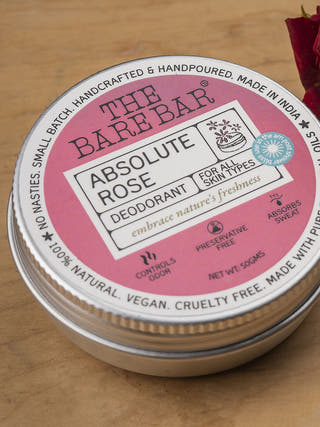 NO NASTIES. SMALL BATCH. HANDCRAFTED & HANDPOURED. MADE IN INDIA
THE
BARE BAR®
ABSOLUTE
ROSE
DEODORANT
FOR ALL
SKIN TYPES
embrace nature's freshness
CONTROLS
ODOR
PRESERVATIVE
FREE
ABSORBS
SWEAT
NET WT. 50GMS
100% NATURAL. VEGAN. CRUELTY FREE. MADE WITH PURE